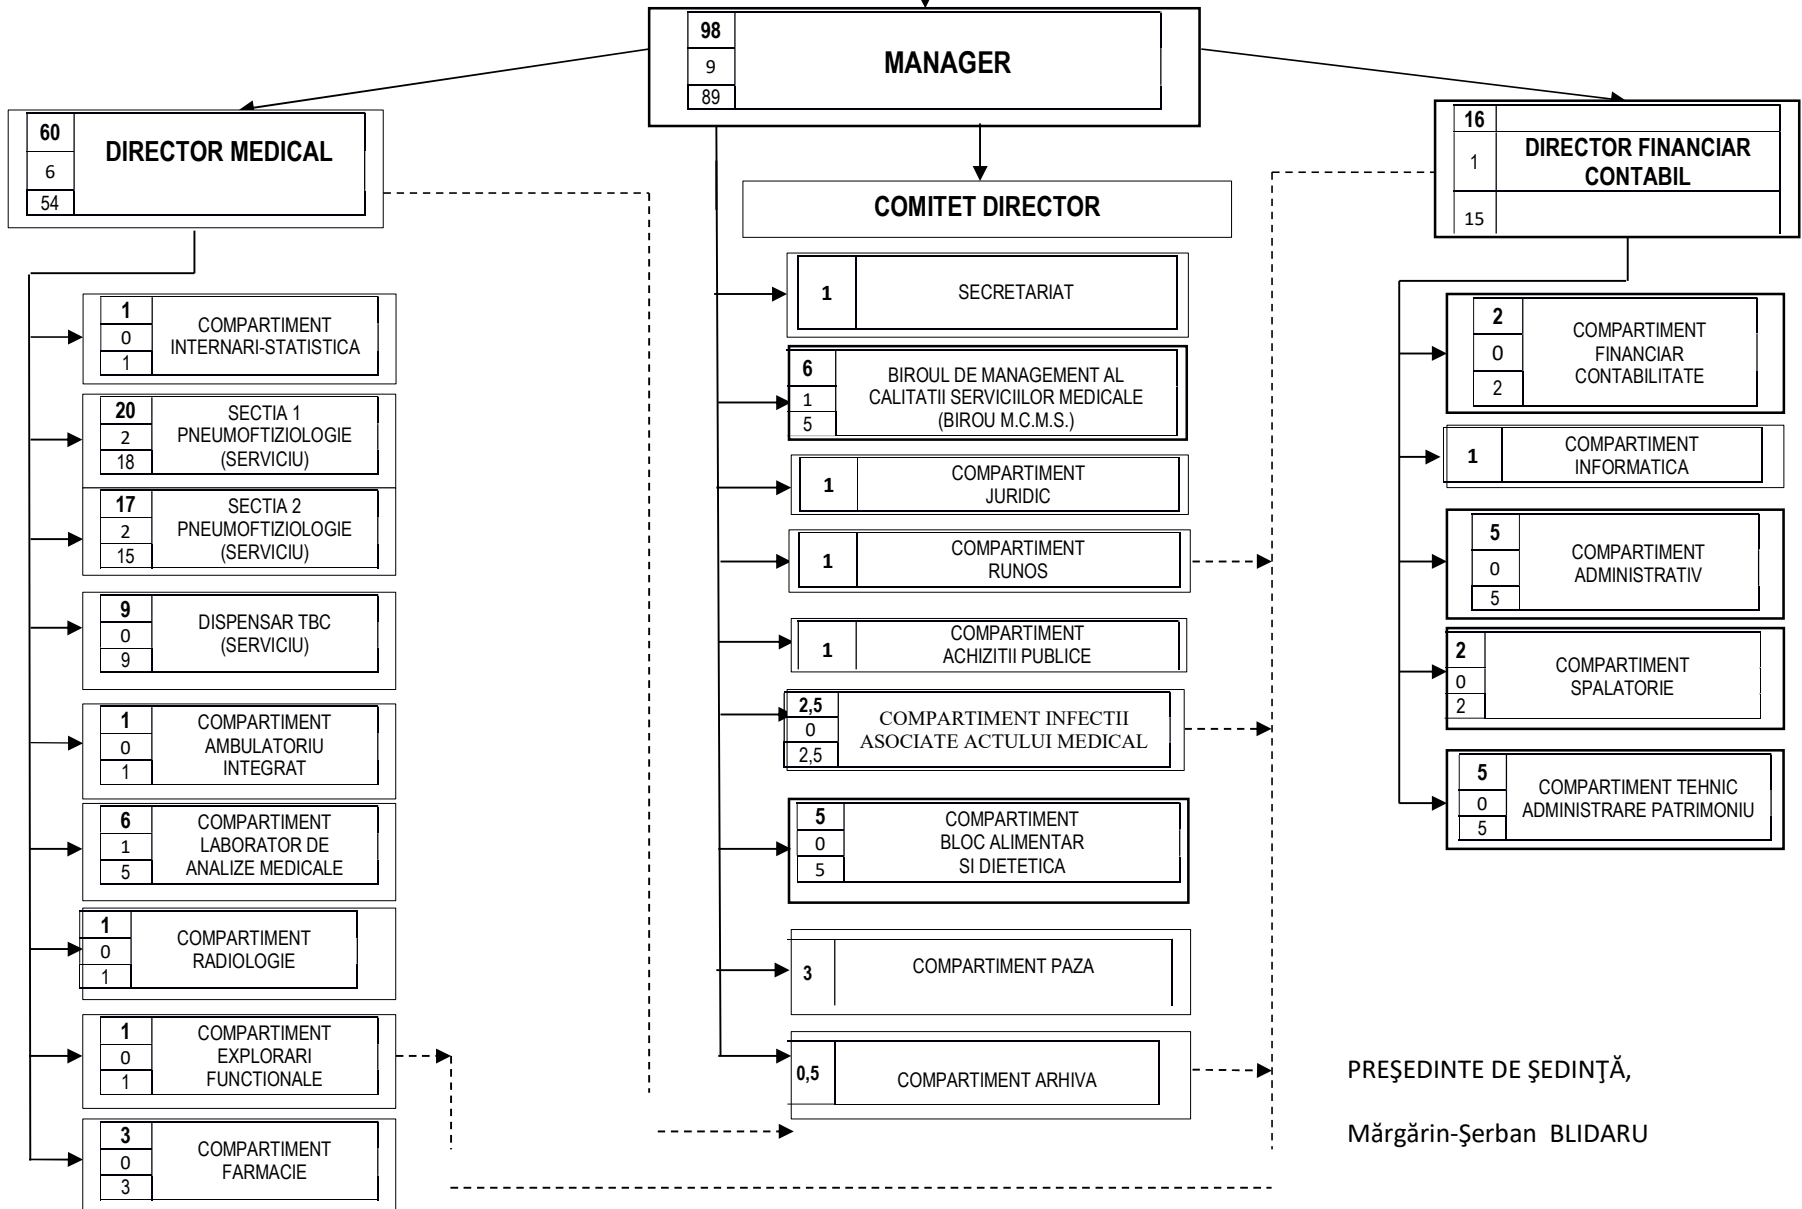 98
9
89
MANAGER
60
6
54
DIRECTOR MEDICAL
16
1
15
DIRECTOR FINANCIAR
CONTABIL
COMITET DIRECTOR
1
0
1
COMPARTIMENT
INTERNARI-STATISTICA
20
2
18
SECTIA 1
PNEUMOFTIZIOLOGIE
(SERVICIU)
17
2
15
SECTIA 2
PNEUMOFTIZIOLOGIE
(SERVICIU)
9
0
9
DISPENSAR TBC
(SERVICIU)
1
0
1
COMPARTIMENT
AMBULATORIU
INTEGRAT
6
1
5
COMPARTIMENT
LABORATOR DE
ANALIZE MEDICALE
1
0
1
COMPARTIMENT
RADIOLOGIE
1
0
1
COMPARTIMENT
EXPLORARI
FUNCTIONALE
3
0
3
COMPARTIMENT
FARMACIE
1
SECRETARIAT
6
1
5
BIROUL DE MANAGEMENT AL
CALITATII SERVICIILOR MEDICALE
(BIROU M.C.M.S.)
1
COMPARTIMENT
JURIDIC
1
COMPARTIMENT
RUNOS
1
COMPARTIMENT
ACHIZITII PUBLICE
2,5
0
2,5
COMPARTIMENT INFECTII
ASOCIATE ACTULUI MEDICAL
5
0
5
COMPARTIMENT
BLOC ALIMENTAR
SI DIETETICA
3
COMPARTIMENT PAZA
0,5
COMPARTIMENT ARHIVA
2
0
2
COMPARTIMENT
FINANCIAR
CONTABILITATE
1
COMPARTIMENT
INFORMATICA
5
0
5
COMPARTIMENT
ADMINISTRATIV
2
0
2
COMPARTIMENT
SPALATORIE
5
0
5
COMPARTIMENT TEHNIC
ADMINISTRARE PATRIMONIU
PREŞEDINTE DE ŞEDINŢĂ,
Mărgărin-Şerban BLIDARU